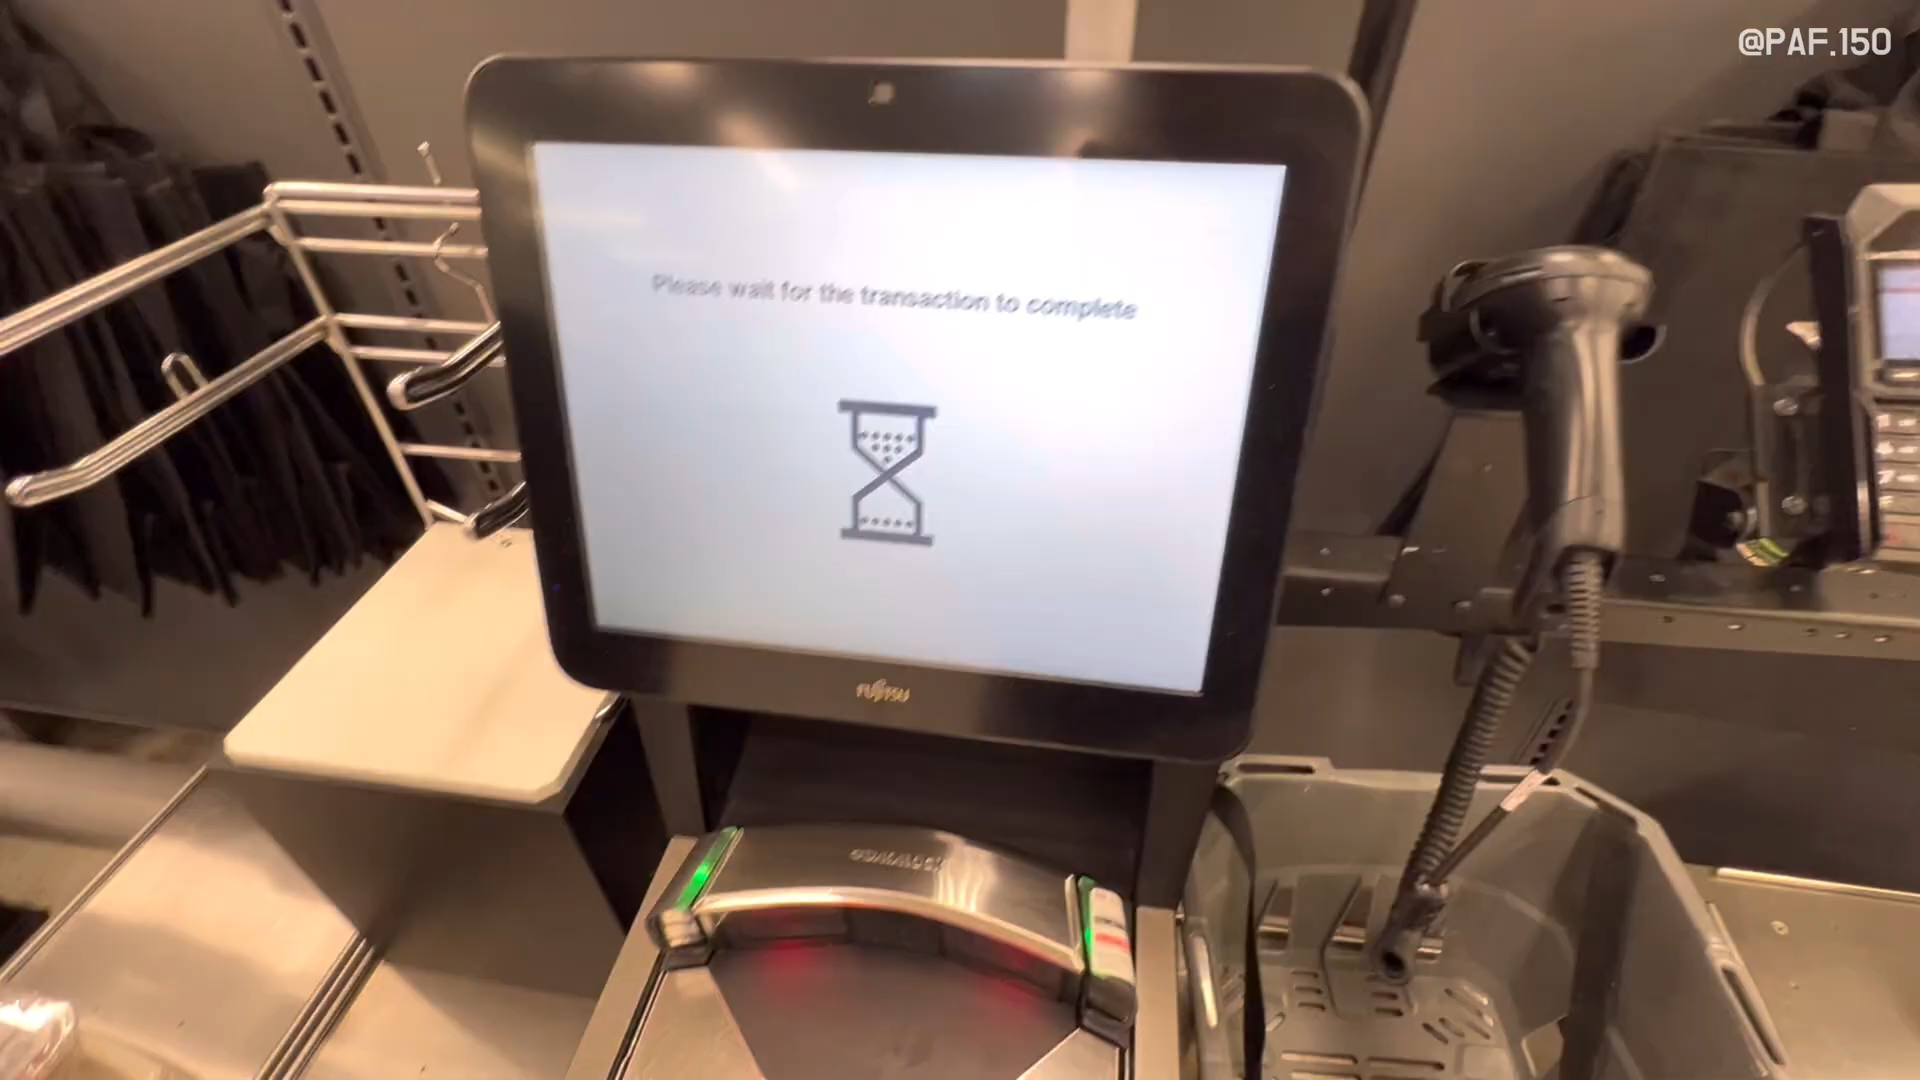 @PAF.150
Please wait for the transaction to complete
FUJITSU